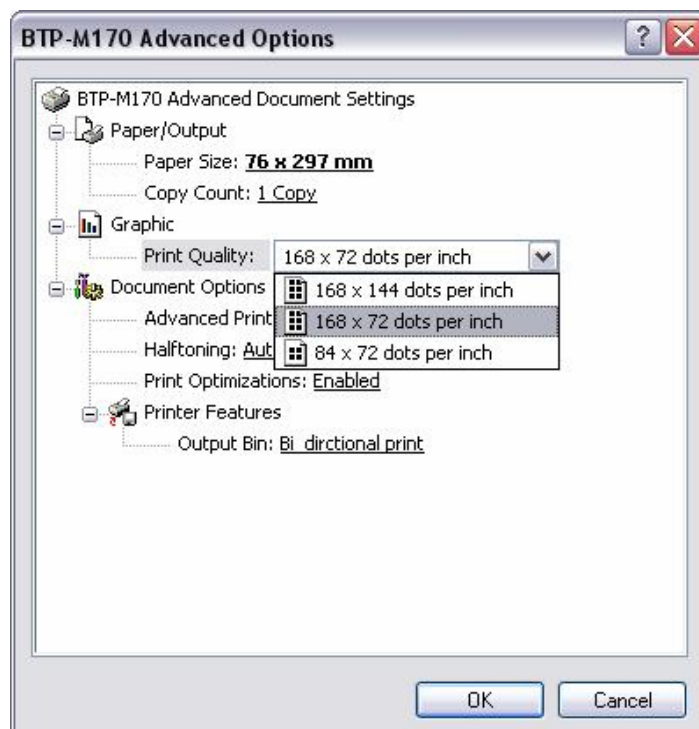 BTP-M170 Advanced Options
BTP-M170 Advanced Document Settings
Paper/Output
Paper Size: 76 x 297 mm
Copy Count: 1 Copy
Graphic
Print Quality: 168 x 72 dots per inch
168 x 144 dots per inch
168 x 72 dots per inch
84 x 72 dots per inch
Document Options
Advanced Print
Halftoning: Aut
Print Optimizations: Enabled
Printer Features
Output Bin: Bi dirctional print
OK
Cancel